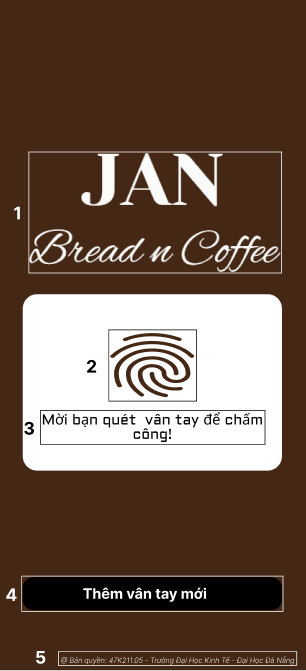 JAN
1
Bread n Coffee
2
3
Mời bạn quét vân tay để chấm
công!
4
Thêm vân tay mới
5
@ Bản quyền: 47K211.05 - Trường Đại Học Kinh Tế - Đại Học Đà Nẵng